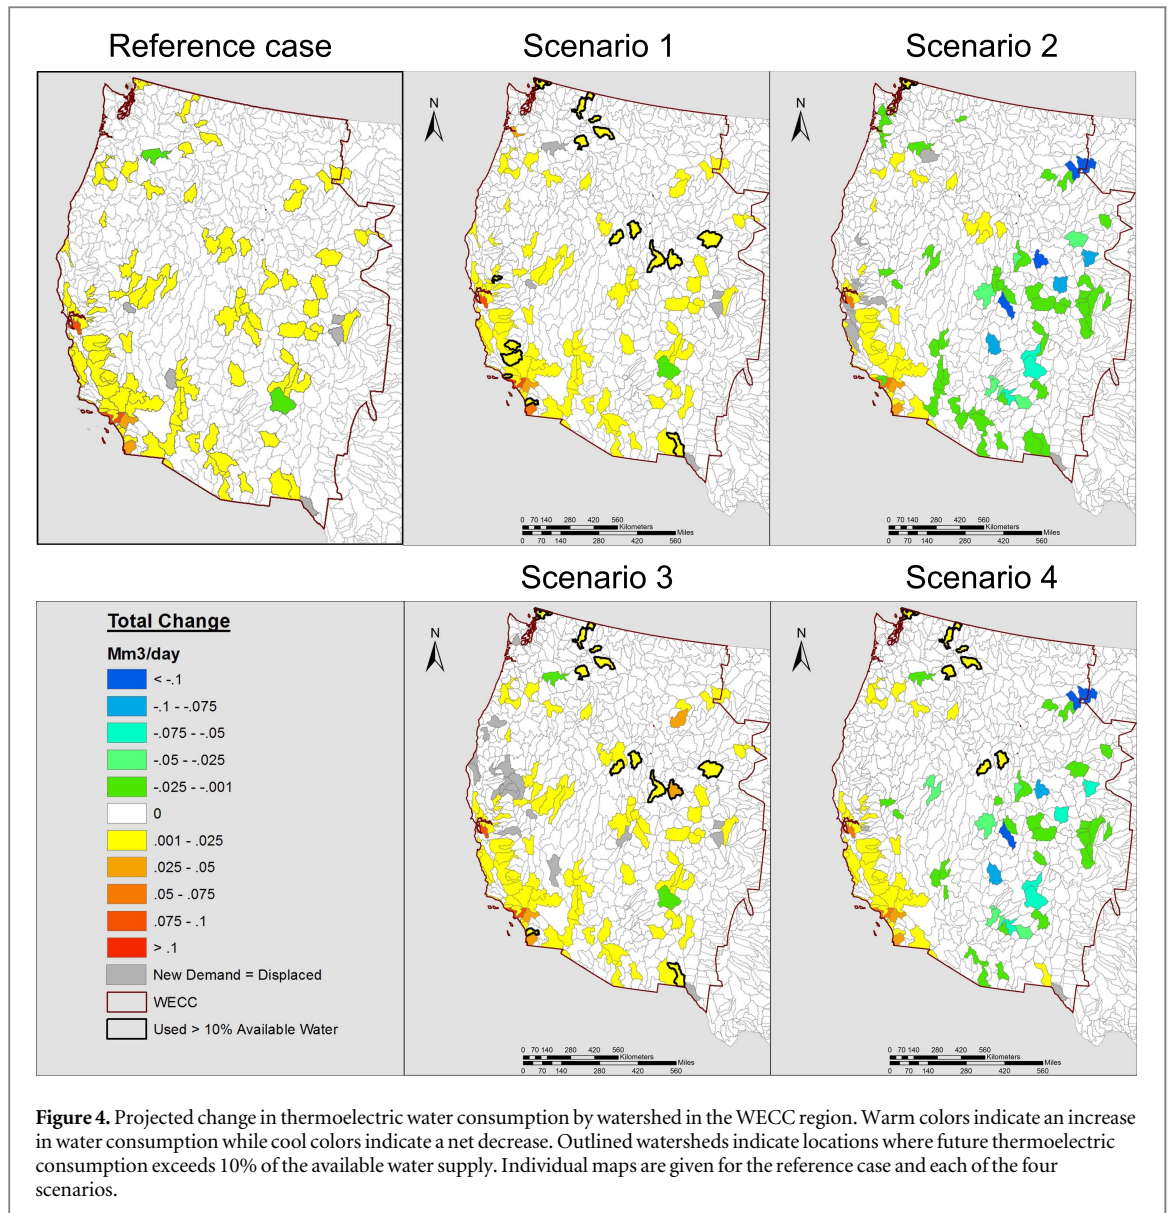 Reference case
Scenario 1
Scenario 2
N
N
0 70 140 280 420 560
Kilometers
Miles
0 70 140 280 420 560
0 70 140 280 420 560
Kilometers
Miles
0 70 140 280 420 560
Scenario 3
Scenario 4
Total Change
Mm3/day
< -.1
-.1 - -.075
-.075 - -.05
-.05 - -.025
-.025 - -.001
0
.001 - .025
.025 - .05
.05 - .075
.075 - .1
> .1
New Demand = Displaced
WECC
Used > 10% Available Water
N
N
0 70 140 280 420 560
Kilometers
Miles
0 70 140 280 420 560
0 70 140 280 420 560
Kilometers
Miles
0 70 140 280 420 560
Figure 4. Projected change in thermoelectric water consumption by watershed in the WECC region. Warm colors indicate an increase
in water consumption while cool colors indicate a net decrease. Outlined watersheds indicate locations where future thermoelectric
consumption exceeds 10% of the available water supply. Individual maps are given for the reference case and each of the four
scenarios.